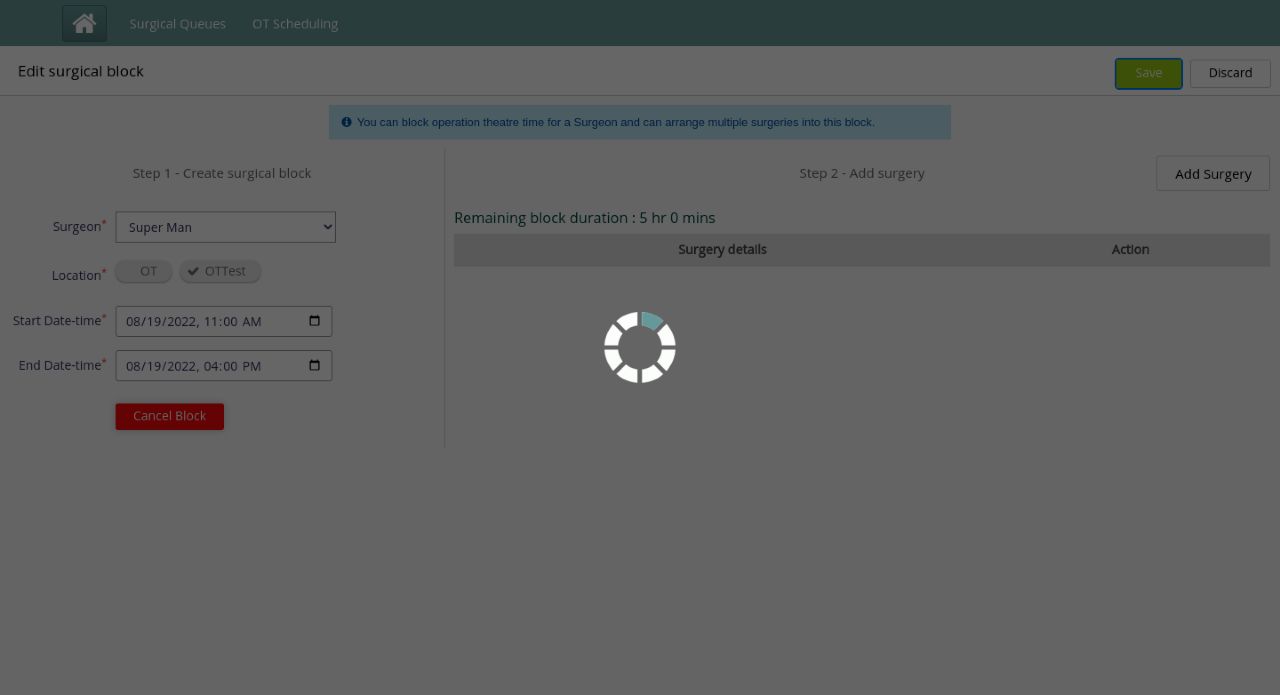 Surgical Queues
OT Scheduling
Edit surgical block
Save
Discard
You can block operation theatre time for a Surgeon and can arrange multiple surgeries into this block.
Step 1 - Create surgical block
Step 2 - Add surgery
Add Surgery
Surgeon*
Super Man
Remaining block duration : 5 hr 0 mins
Surgery details
Action
Location*
OT
OTTest
Start Date-time*
08/19/2022, 11:00 AM
End Date-time*
08/19/2022, 04:00 PM
Cancel Block